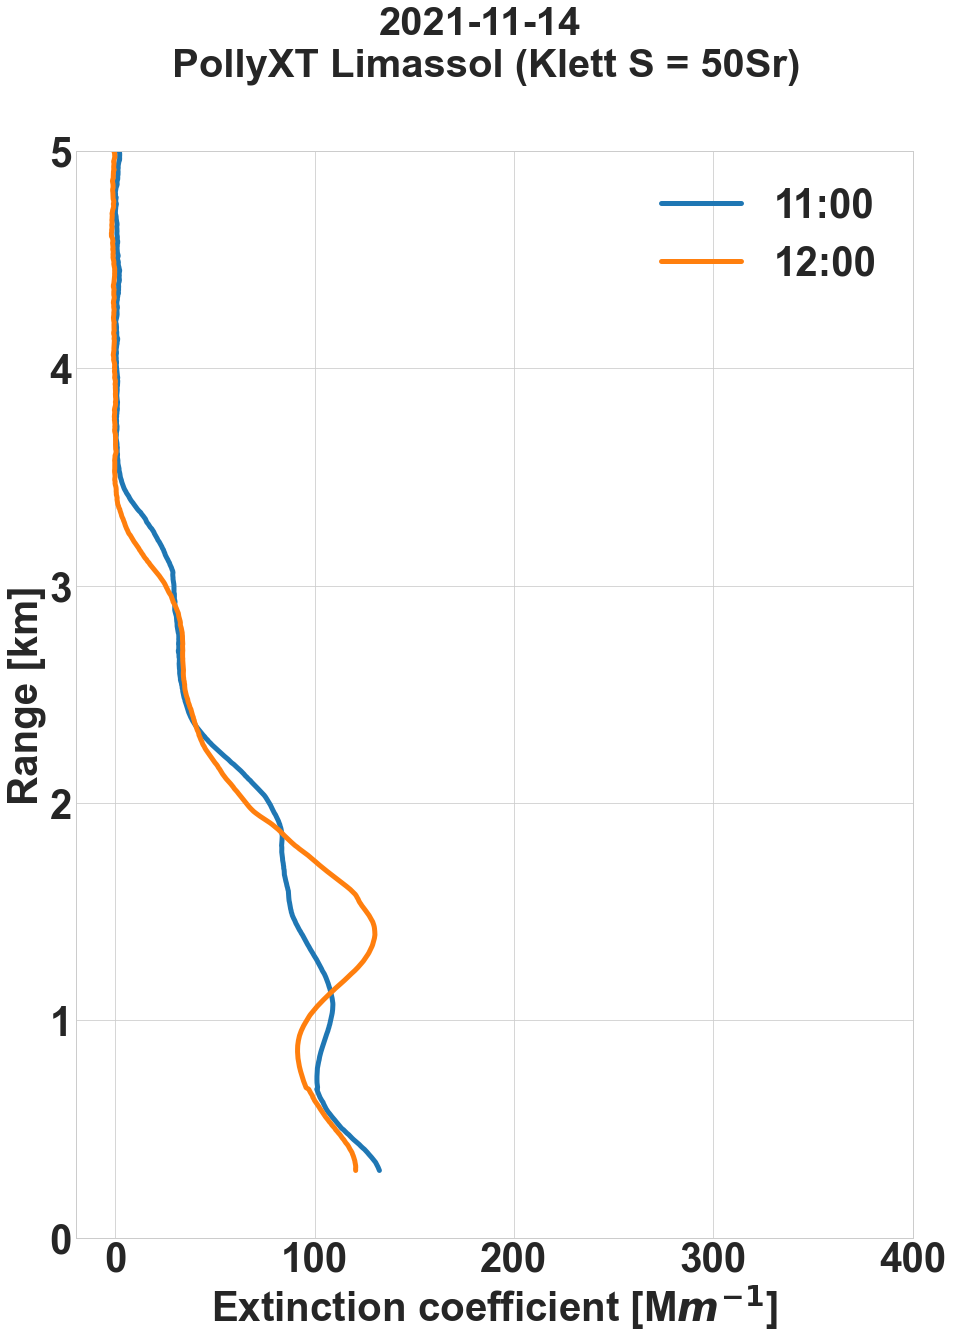 2021-11-14
PollyXT Limassol (Klett S = 50Sr)
5
11:00
12:00
4
3
Range [km]
2
1
0
0 100 200 300 400
Extinction coefficient [Mm⁻¹]